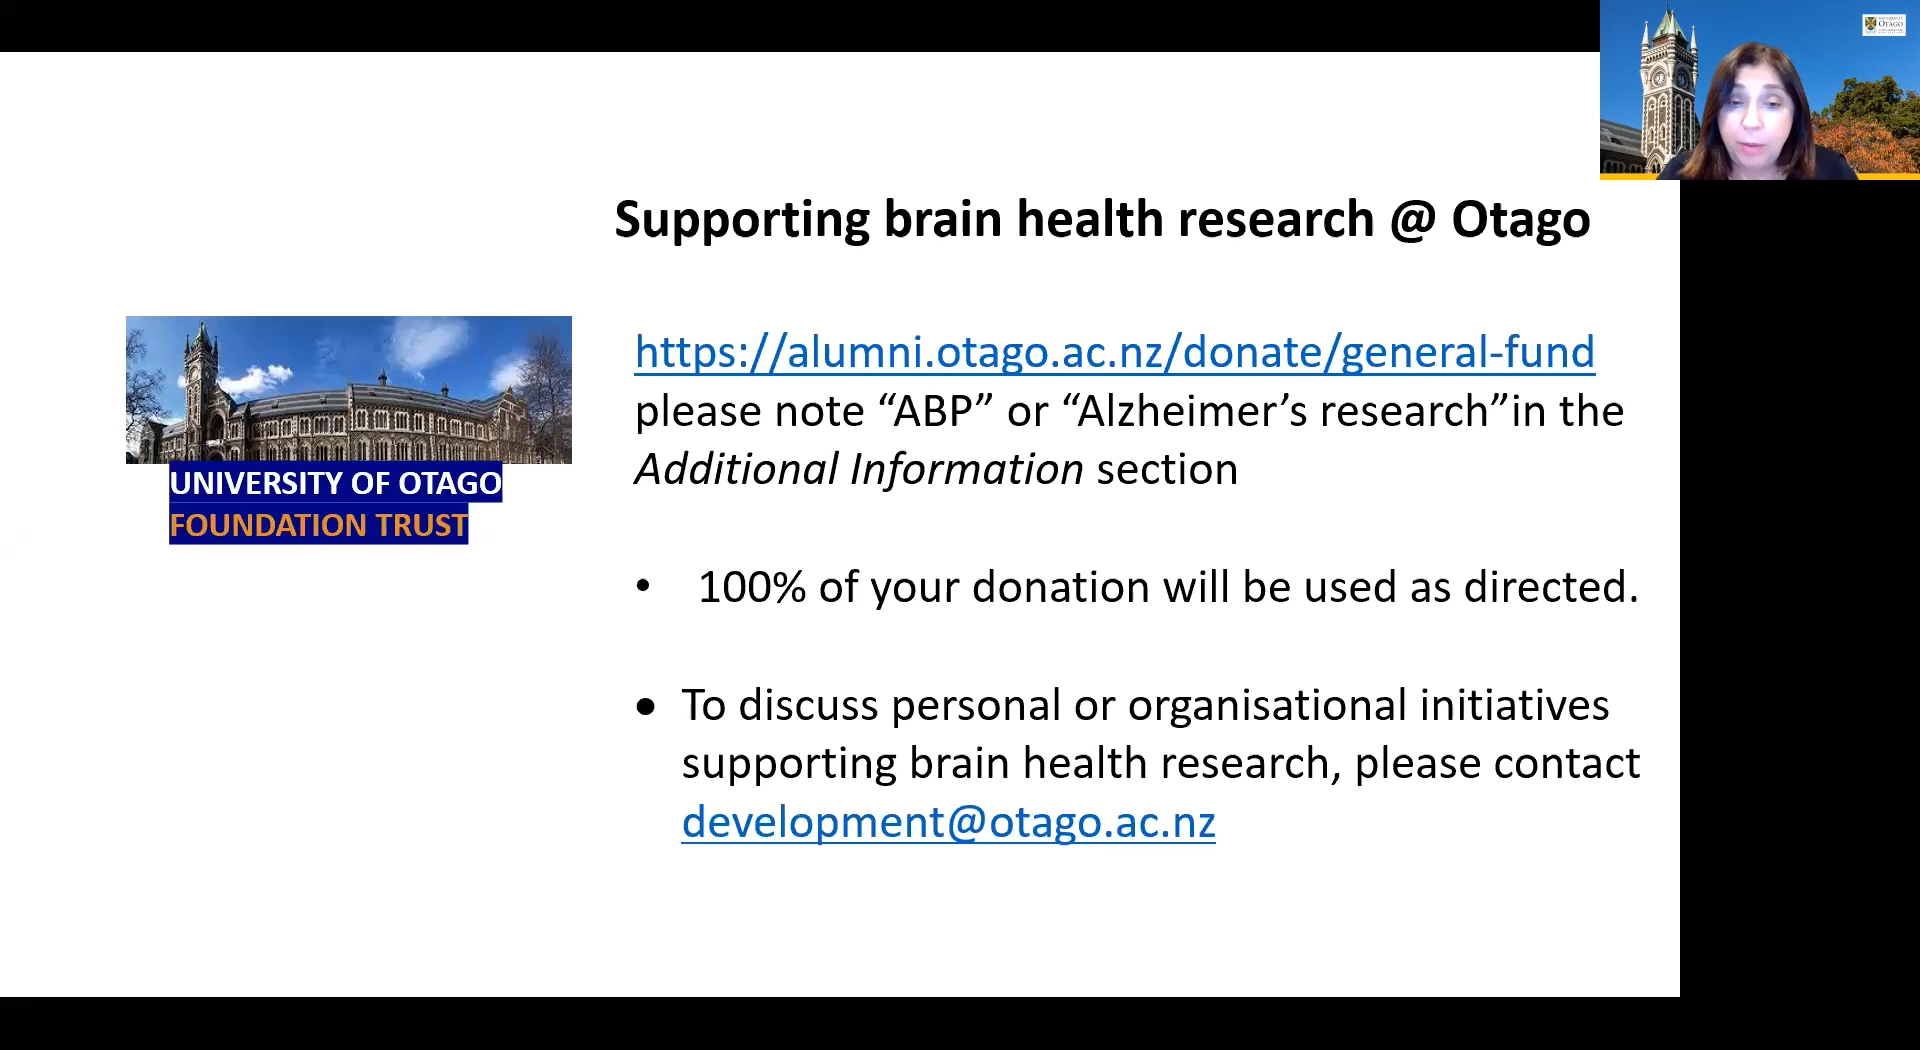 OTAGO
Supporting brain health research @ Otago
https://alumni.otago.ac.nz/donate/general-fund
please note “ABP” or “Alzheimer’s research”in the
Additional Information section
UNIVERSITY OF OTAGO
FOUNDATION TRUST
• 100% of your donation will be used as directed.
• To discuss personal or organisational initiatives
supporting brain health research, please contact
development@otago.ac.nz